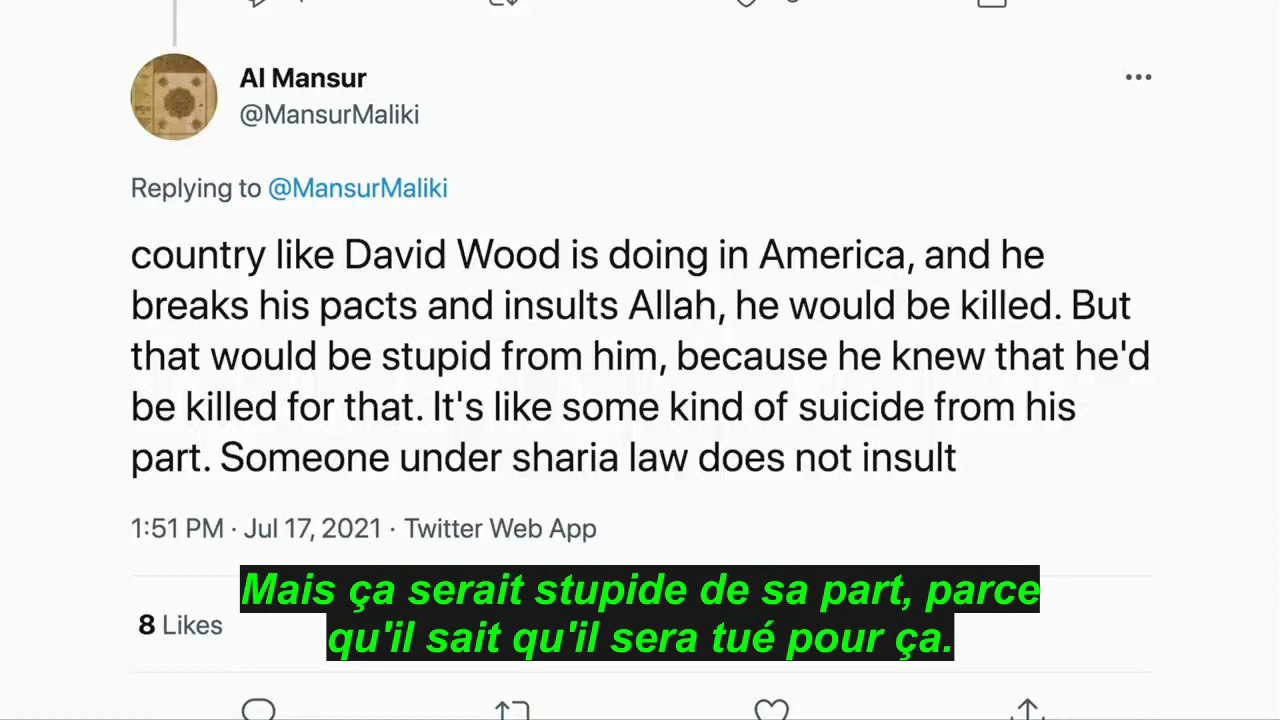 Al Mansur
@MansurMaliki
Replying to @MansurMaliki
country like David Wood is doing in America, and he
breaks his pacts and insults Allah, he would be killed. But
that would be stupid from him, because he knew that he'd
be killed for that. It's like some kind of suicide from his
part. Someone under sharia law does not insult
1:51 PM · Jul 17, 2021 · Twitter Web App
8 Likes
Mais ça serait stupide de sa part, parce
qu'il sait qu'il sera tué pour ça.